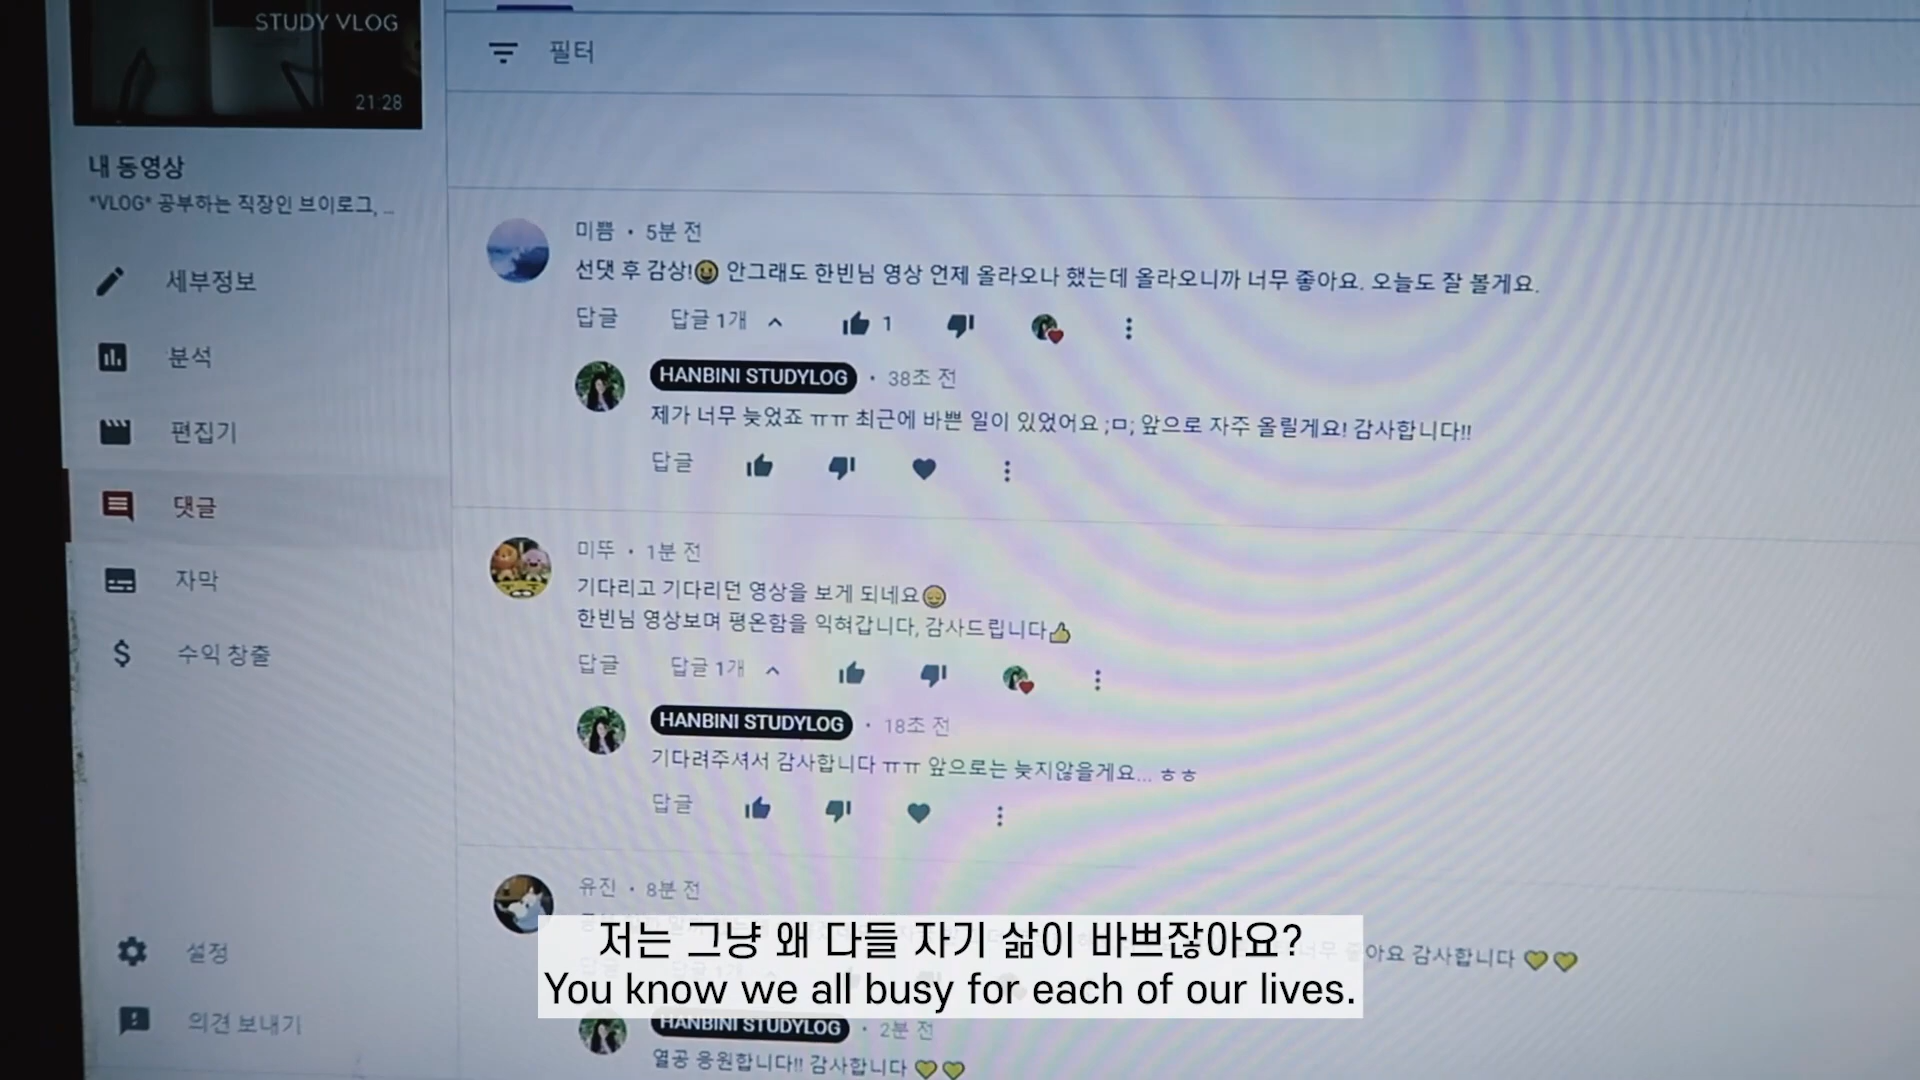 STUDY VLOG
21:28
내 동영상
*VLOG* 공부하는 직장인 브이로그, ...
세부정보
분석
편집기
댓글
자막
수익 창출
설정
의견 보내기
필터
미쁨 • 5분 전
선댓 후 감상!😀 안그래도 한빈님 영상 언제 올라오나 했는데 올라오니까 너무 좋아요. 오늘도 잘 볼게요.
답글 답글 1개 1
HANBINI STUDYLOG • 38초 전
제가 너무 늦었죠 ㅠㅠ 최근에 바쁜 일이 있었어요 ;ㅁ; 앞으로 자주 올릴게요! 감사합니다!!
답글
미뚜 • 1분 전
기다리고 기다리던 영상을 보게 되네요😌
한빈님 영상보며 평온함을 익혀갑니다, 감사드립니다👍
답글 답글 1개
HANBINI STUDYLOG • 18초 전
기다려주셔서 감사합니다 ㅠㅠ 앞으로는 늦지않을게요... ㅎㅎ
답글
유진 • 8분 전
감사합니다 💛💛
저는 그냥 왜 다들 자기 삶이 바쁘잖아요?
You know we all busy for each of our lives.
HANBINI STUDYLOG • 2분 전
열공 응원합니다!! 감사합니다 💛💛